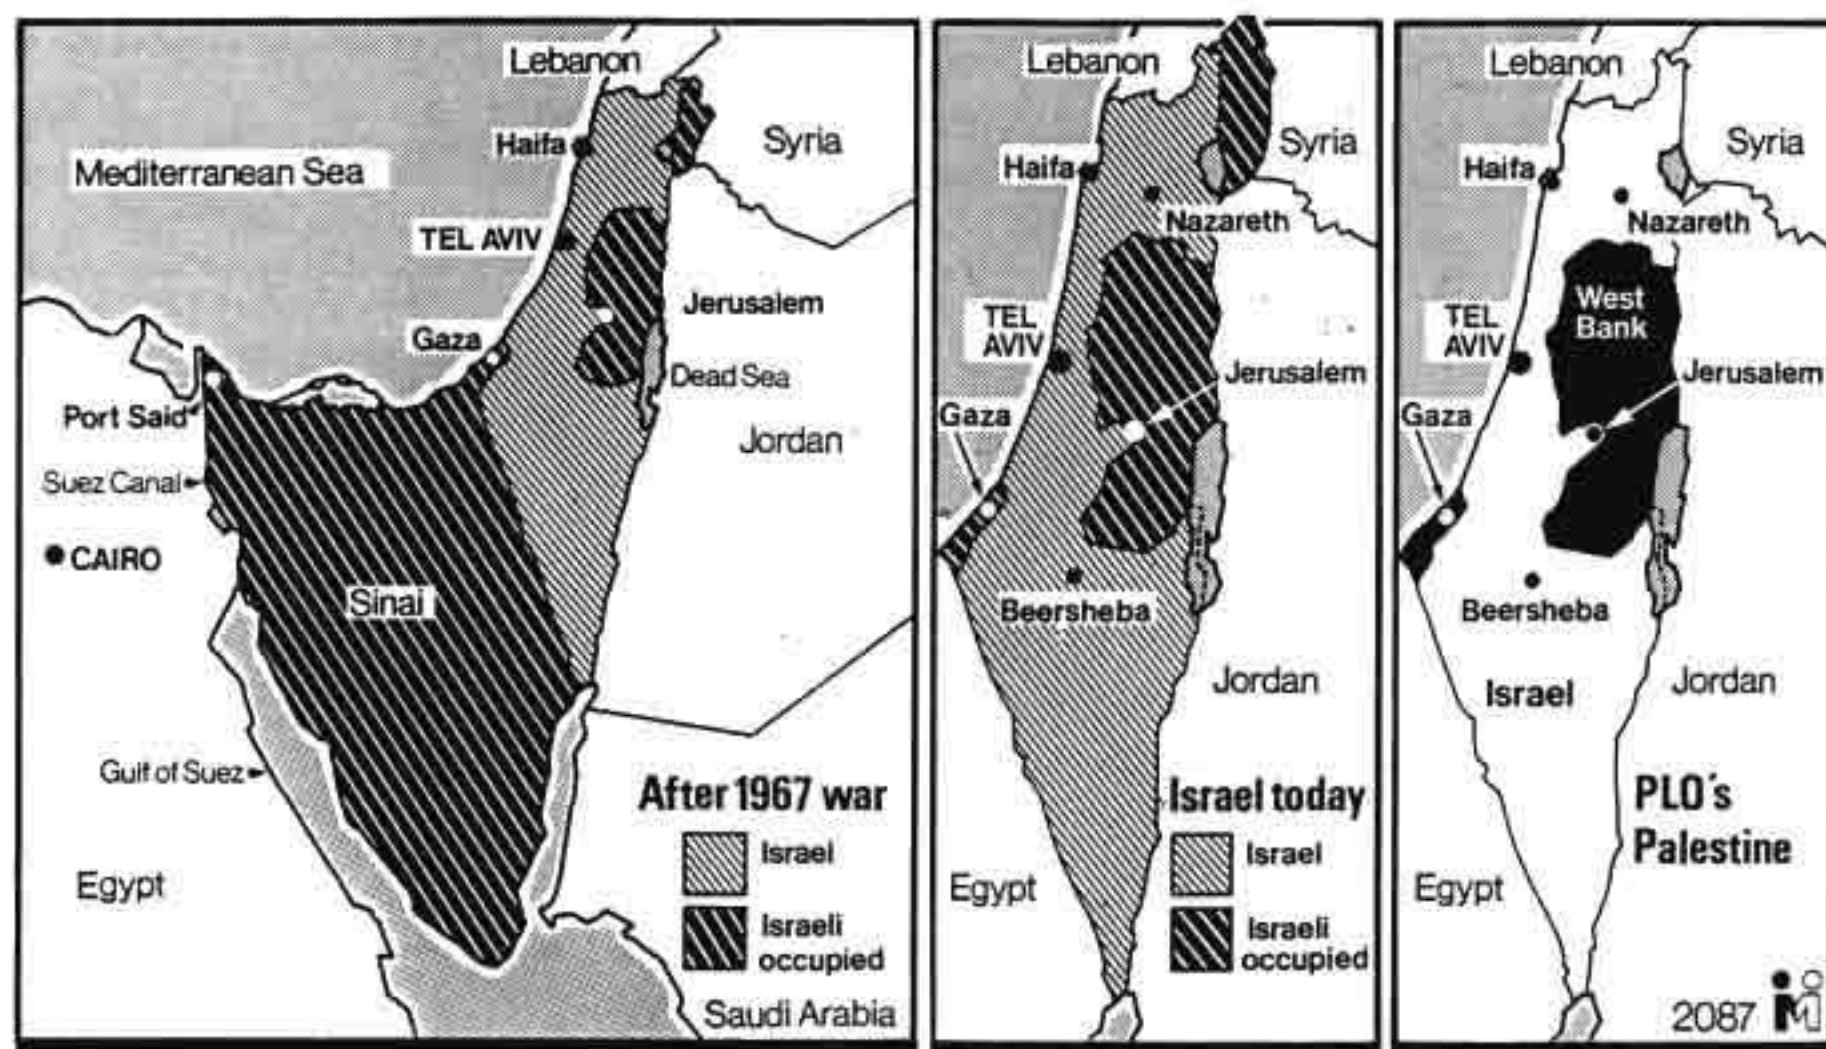 Lebanon
Haifa
Syria
Mediterranean Sea
TEL AVIV
Jerusalem
Gaza
Dead Sea
Port Said
Jordan
Suez Canal
CAIRO
Sinai
Gulf of Suez
After 1967 war
Israel
Egypt
Israeli
occupied
Saudi Arabia
Lebanon
Haifa
Syria
Nazareth
TEL
AVIV
Jerusalem
Gaza
Beersheba
Jordan
Israel today
Israel
Egypt
Israeli
occupied
Lebanon
Syria
Haifa
Nazareth
West
Bank
TEL
AVIV
Jerusalem
Gaza
Beersheba
Israel
Jordan
PLO's
Palestine
Egypt
2087